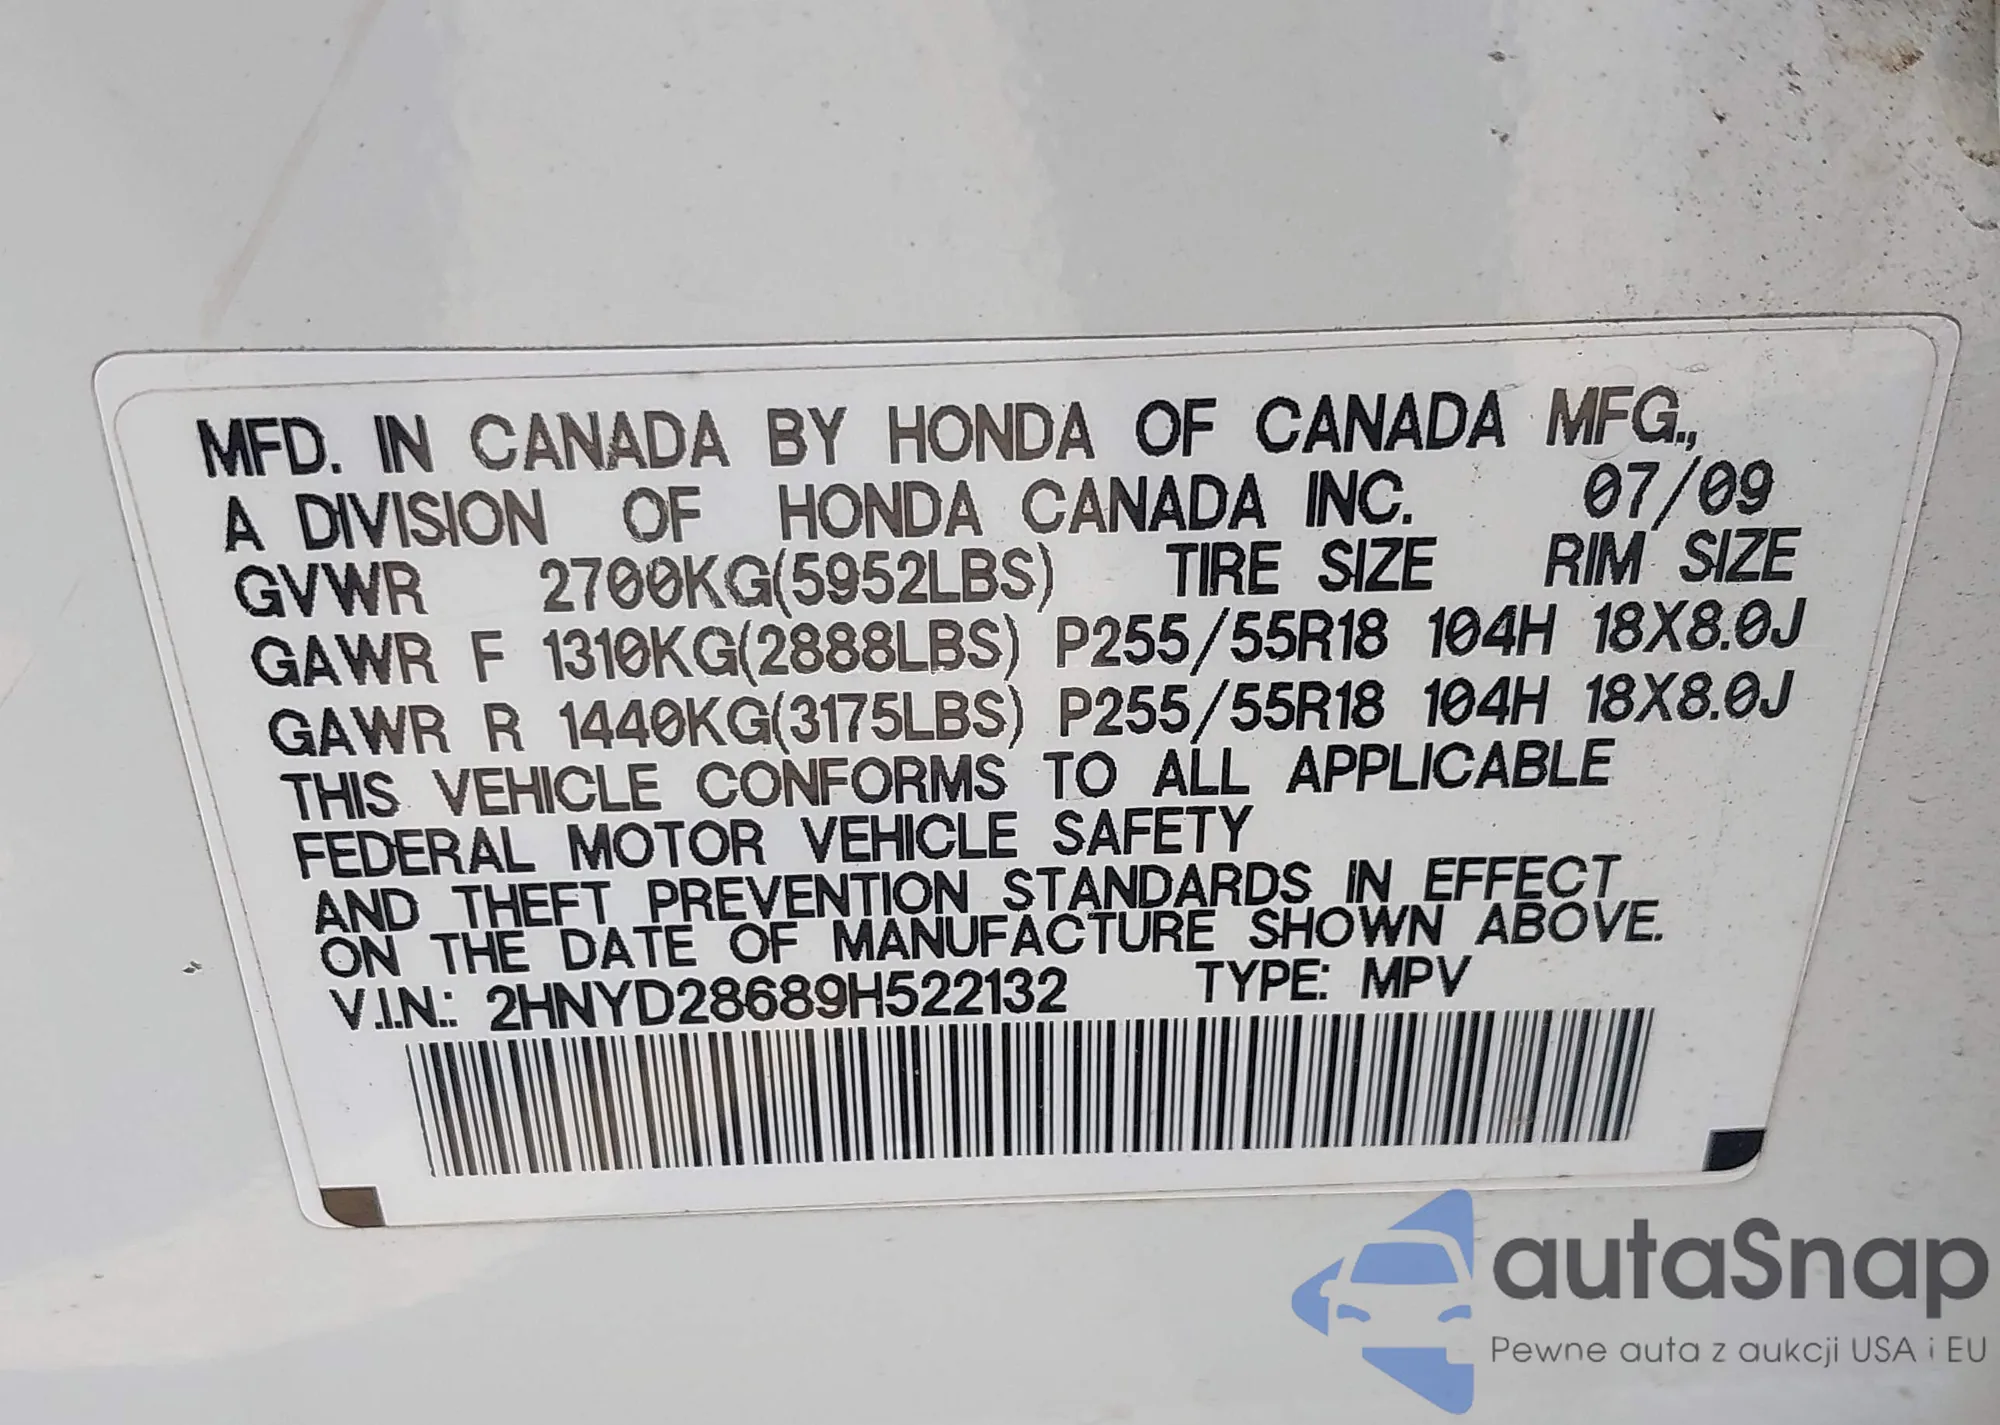 MFD. IN CANADA BY HONDA OF CANADA MFG.,
A DIVISION OF HONDA CANADA INC. 07/09
GVWR 2700KG(5952LBS) TIRE SIZE RIM SIZE
GAWR F 1310KG(2888LBS) P255/55R18 104H 18X8.0J
GAWR R 1440KG(3175LBS) P255/55R18 104H 18X8.0J
THIS VEHICLE CONFORMS TO ALL APPLICABLE
FEDERAL MOTOR VEHICLE SAFETY
AND THEFT PREVENTION STANDARDS IN EFFECT
ON THE DATE OF MANUFACTURE SHOWN ABOVE.
V.I.N.: 2HNYD28689H522132 TYPE: MPV
autaSnap
Pewne auta z aukcji USA i EU